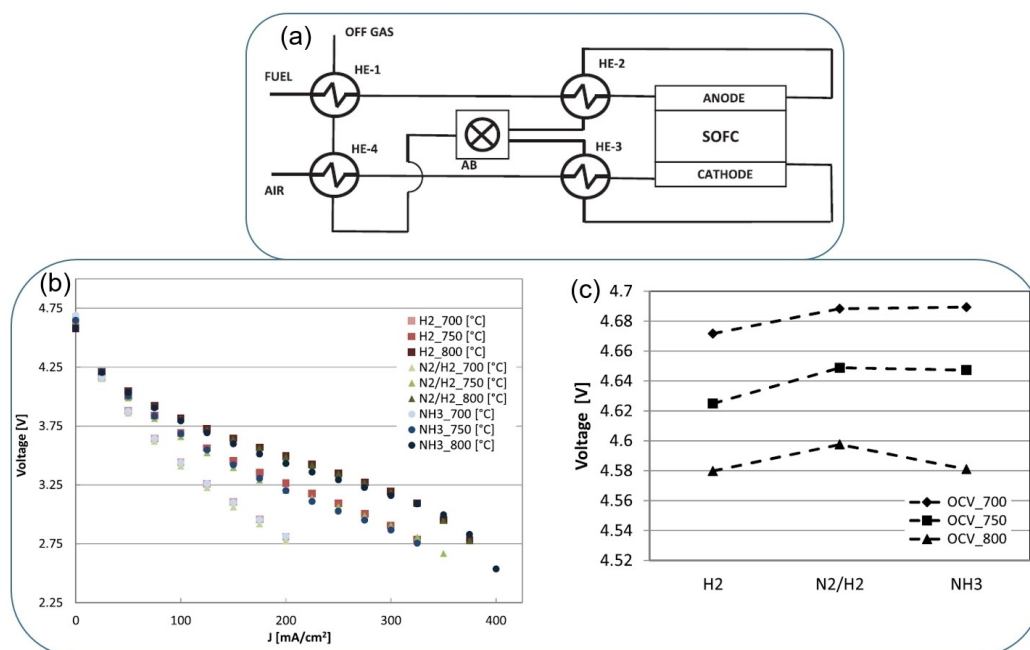 (a)
OFF GAS
HE-1
FUEL
HE-2
ANODE
SOFC
CATHODE
AB
HE-4
HE-3
AIR
(b)
Voltage [V]
4.75
4.25
3.75
3.25
2.75
2.25
0
100
200
300
400
J [mA/cm²]
H2_700 [°C]
H2_750 [°C]
H2_800 [°C]
N2/H2_700 [°C]
N2/H2_750 [°C]
N2/H2_800 [°C]
NH3_700 [°C]
NH3_750 [°C]
NH3_800 [°C]
(c)
Voltage [V]
4.7
4.68
4.66
4.64
4.62
4.6
4.58
4.56
4.54
4.52
OCV_700
OCV_750
OCV_800
H2
N2/H2
NH3